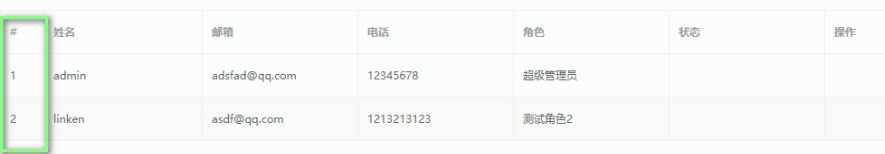 # 姓名 邮箱 电话 角色 状态 操作
1 admin adsfad@qq.com 12345678 超级管理员
2 linken asdf@qq.com 1213213123 测试角色2